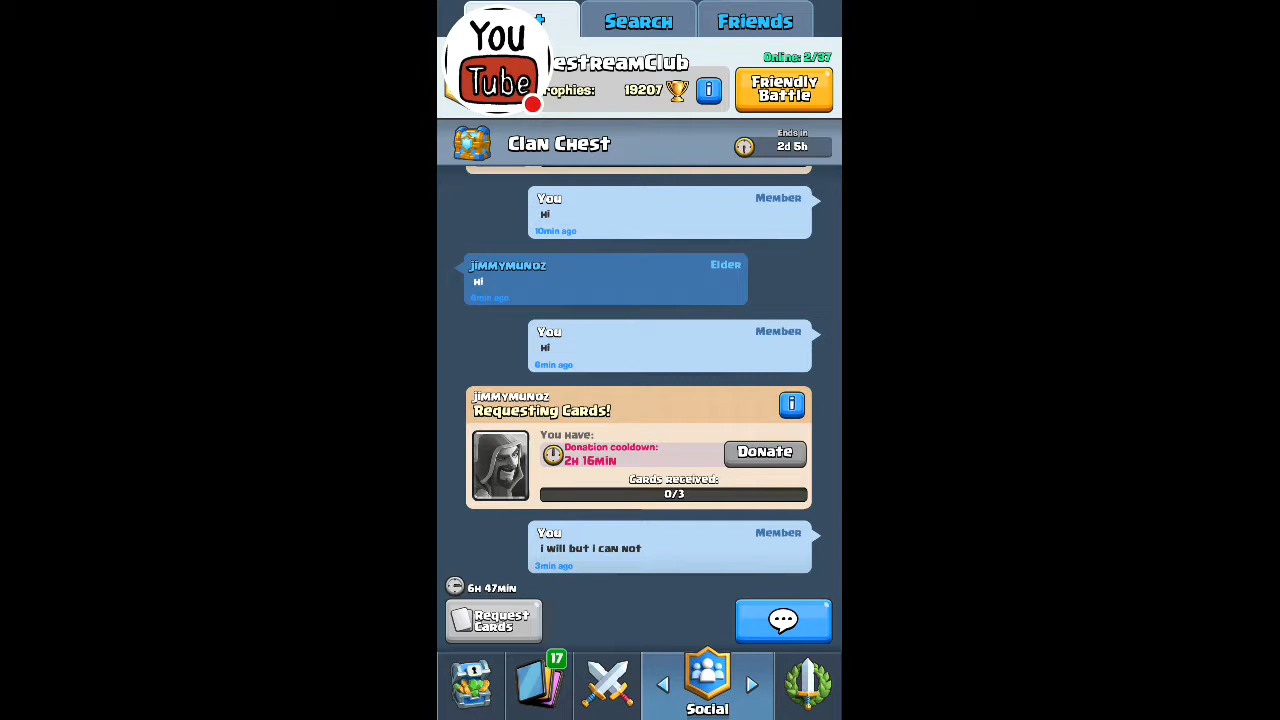 Search
Friends
You
Tube
estreamClub
Online: 2/37
rophies: 19207
Friendly
Battle
Clan Chest
Ends in
2d 5h
You
Member
Hi
10min ago
jiMMYMUNOZ
Elder
Hi
6min ago
You
Member
Hi
6min ago
jiMMYMUNOZ
Requesting Cards!
You have:
Donation cooldown:
2h 16min
Donate
Cards received:
0/3
You
Member
i will but i can not
3min ago
6h 47min
Request
Cards
17
Social